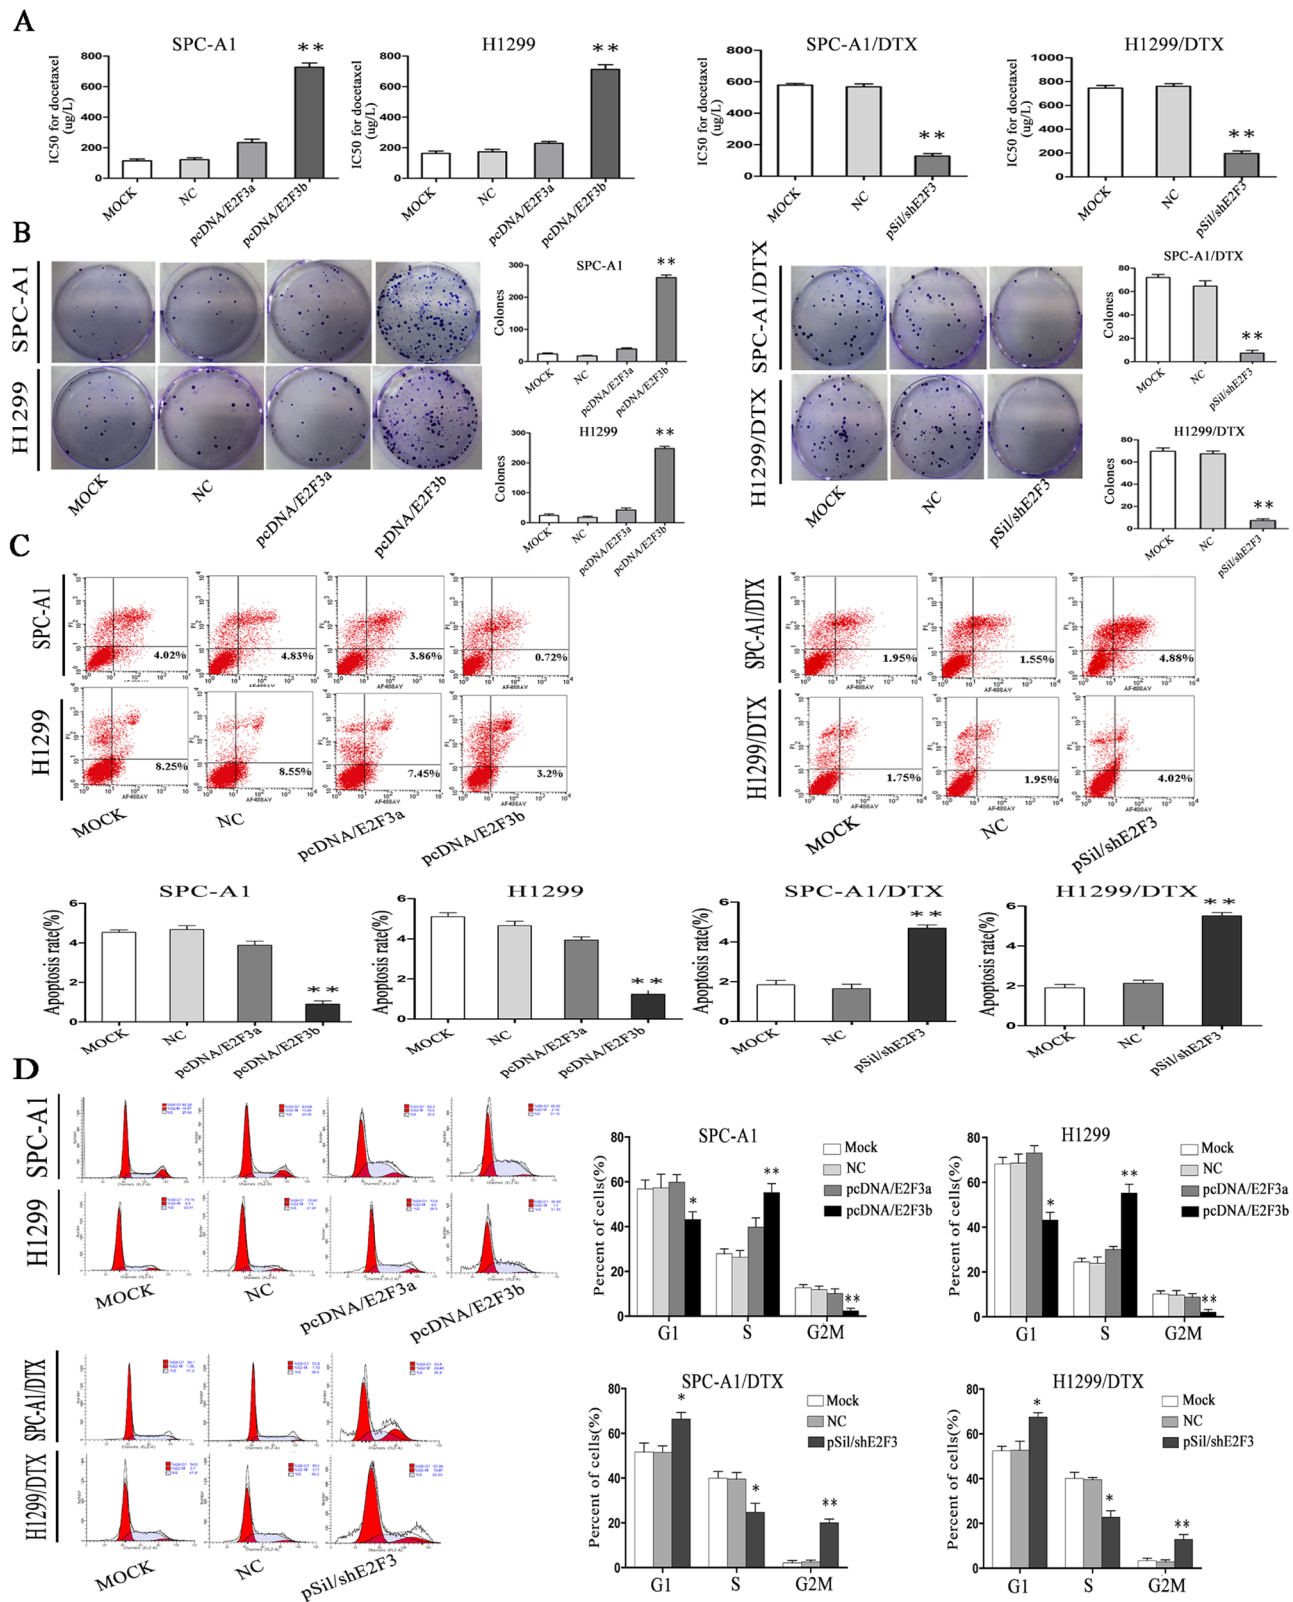 A
SPC-A1
IC50 for docetaxel
(ug/L)
800
600
400
200
0
**
MOCK
NC
pcDNA/E2F3a
pcDNA/E2F3b
H1299
IC50 for docetaxel
(ug/L)
800
600
400
200
0
**
MOCK
NC
pcDNA/E2F3a
pcDNA/E2F3b
SPC-A1/DTX
IC50 for docetaxel
(ug/L)
800
600
400
200
0
**
MOCK
NC
pSil/shE2F3
H1299/DTX
IC50 for docetaxel
(ug/L)
1000
800
600
400
200
0
**
MOCK
NC
pSil/shE2F3
B
SPC-A1
H1299
MOCK
NC
pcDNA/E2F3a
pcDNA/E2F3b
SPC-A1
Colones
300
200
100
0
**
MOCK
NC
pcDNA/E2F3a
pcDNA/E2F3b
H1299
Colones
300
200
100
0
**
MOCK
NC
pcDNA/E2F3a
pcDNA/E2F3b
SPC-A1/DTX
H1299/DTX
MOCK
NC
pSil/shE2F3
SPC-A1/DTX
Colones
80
60
40
20
0
**
MOCK
NC
pSil/shE2F3
H1299/DTX
Colones
80
60
40
20
0
**
MOCK
NC
pSil/shE2F3
C
SPC-A1
4.02%
4.83%
3.86%
0.72%
H1299
8.25%
8.55%
7.45%
3.2%
MOCK
NC
pcDNA/E2F3a
pcDNA/E2F3b
SPC-A1/DTX
1.95%
1.55%
4.88%
H1299/DTX
1.75%
1.95%
4.02%
MOCK
NC
pSil/shE2F3
SPC-A1
Apoptosis rate(%)
6
4
2
0
**
MOCK
NC
pcDNA/E2F3a
pcDNA/E2F3b
H1299
Apoptosis rate(%)
6
4
2
0
**
MOCK
NC
pcDNA/E2F3a
pcDNA/E2F3b
SPC-A1/DTX
Apoptosis rate(%)
6
4
2
0
**
MOCK
NC
pSil/shE2F3
H1299/DTX
Apoptosis rate(%)
6
4
2
0
**
MOCK
NC
pSil/shE2F3
D
SPC-A1
H1299
MOCK
NC
pcDNA/E2F3a
pcDNA/E2F3b
SPC-A1
Percent of cells(%)
80
60
40
20
0
Mock
NC
pcDNA/E2F3a
pcDNA/E2F3b
*
**
**
G1
S
G2M
H1299
Percent of cells(%)
80
60
40
20
0
Mock
NC
pcDNA/E2F3a
pcDNA/E2F3b
*
**
**
G1
S
G2M
SPC-A1/DTX
H1299/DTX
MOCK
NC
pSil/shE2F3
SPC-A1/DTX
Percent of cells(%)
80
60
40
20
0
Mock
NC
pSil/shE2F3
*
*
**
G1
S
G2M
H1299/DTX
Percent of cells(%)
80
60
40
20
0
Mock
NC
pSil/shE2F3
*
*
**
G1
S
G2M